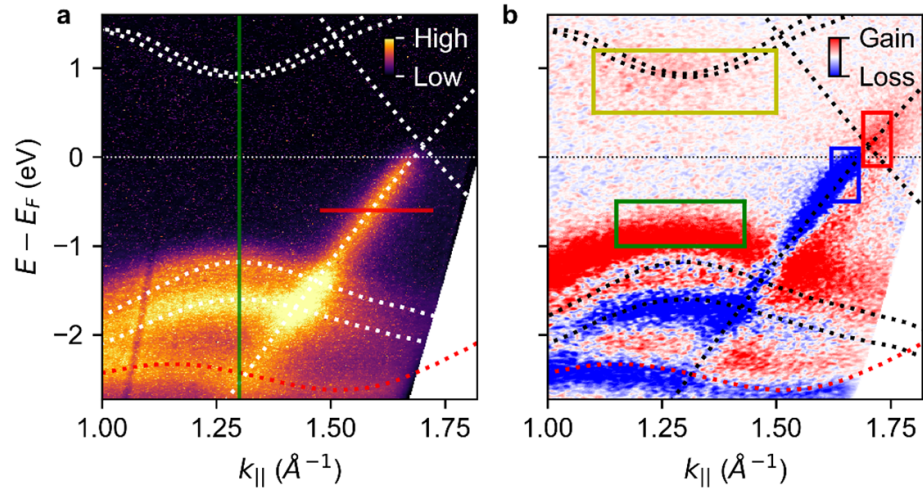 a
High
Low
b
Gain
Loss
1
0
−1
−2
E − E_F (eV)
1.00
1.25
1.50
1.75
k_|| (Å⁻¹)
1.00
1.25
1.50
1.75
k_|| (Å⁻¹)